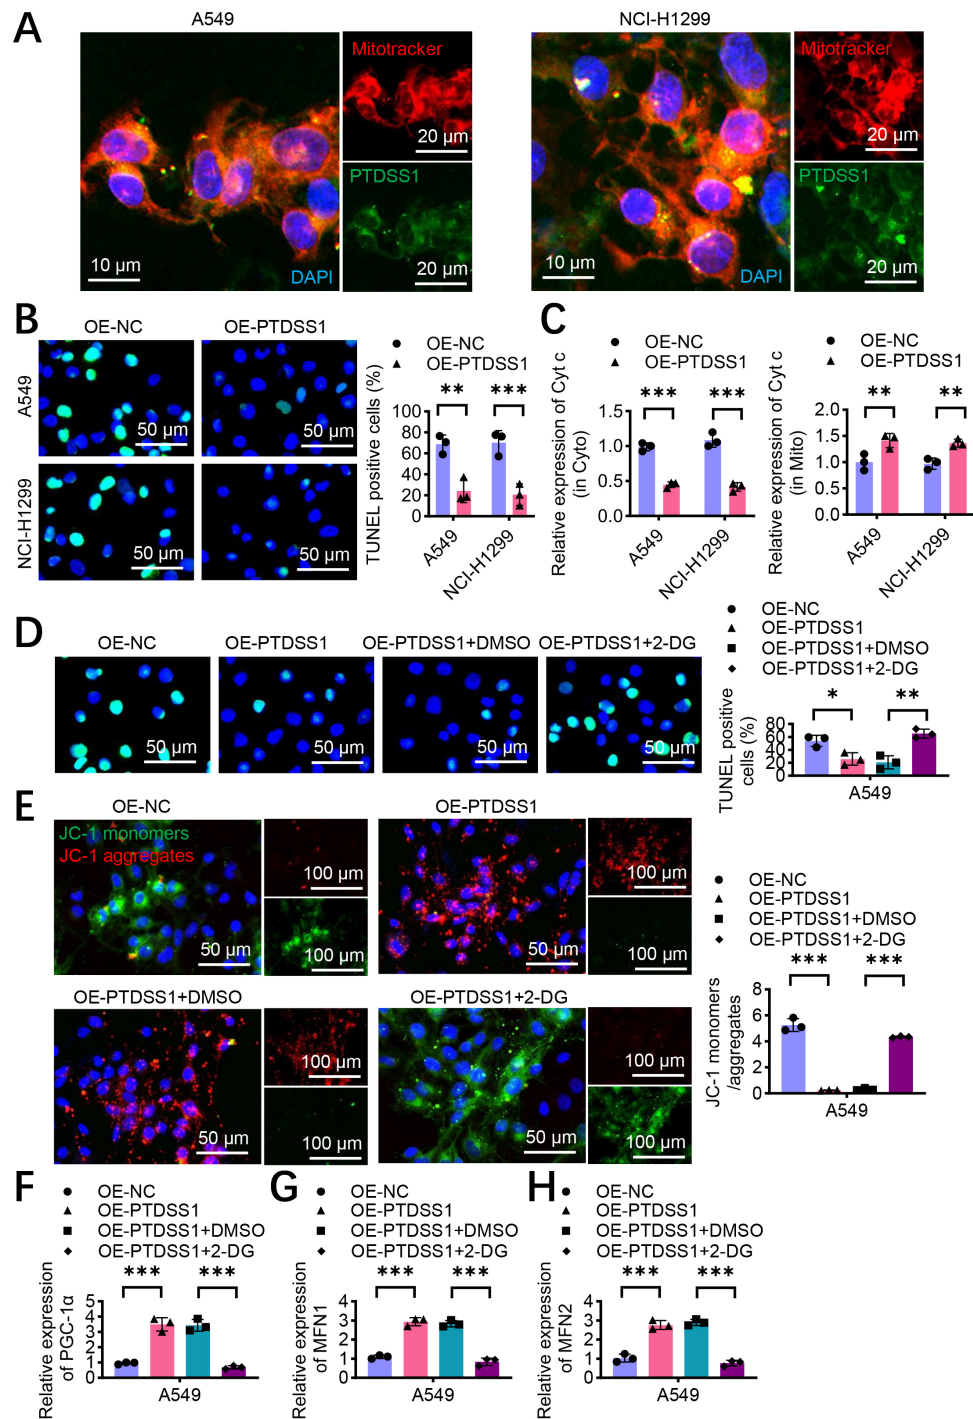 A
A549
NCI-H1299
Mitotracker
20 µm
PTDSS1
20 µm
10 µm
DAPI
Mitotracker
20 µm
PTDSS1
20 µm
10 µm
DAPI
B
OE-NC
OE-PTDSS1
A549
50 µm
50 µm
NCI-H1299
50 µm
50 µm
OE-NC
OE-PTDSS1
** ***
TUNEL positive cells (%)
100
80
60
40
20
0
A549
NCI-H1299
C
OE-NC
OE-PTDSS1
*** ***
Relative expression of Cyt c
(in Cyto)
1.5
1.0
0.5
0.0
A549
NCI-H1299
OE-NC
OE-PTDSS1
** **
Relative expression of Cyt c
(in Mito)
2.0
1.5
1.0
0.5
0.0
A549
NCI-H1299
D
OE-NC
OE-PTDSS1
OE-PTDSS1+DMSO
OE-PTDSS1+2-DG
50 µm
50 µm
50 µm
50 µm
OE-NC
OE-PTDSS1
OE-PTDSS1+DMSO
OE-PTDSS1+2-DG
* **
TUNEL positive
cells (%)
80
60
40
20
0
A549
E
OE-NC
JC-1 monomers
JC-1 aggregates
50 µm
100 µm
100 µm
OE-PTDSS1
50 µm
100 µm
100 µm
OE-PTDSS1+DMSO
50 µm
100 µm
100 µm
OE-PTDSS1+2-DG
50 µm
100 µm
100 µm
OE-NC
OE-PTDSS1
OE-PTDSS1+DMSO
OE-PTDSS1+2-DG
*** ***
JC-1 monomers
/aggregates
8
6
4
2
0
A549
F
OE-NC
OE-PTDSS1
OE-PTDSS1+DMSO
OE-PTDSS1+2-DG
*** ***
Relative expression
of PGC-1α
5
4
3
2
1
0
A549
G
OE-NC
OE-PTDSS1
OE-PTDSS1+DMSO
OE-PTDSS1+2-DG
*** ***
Relative expression
of MFN1
4
3
2
1
0
A549
H
OE-NC
OE-PTDSS1
OE-PTDSS1+DMSO
OE-PTDSS1+2-DG
*** ***
Relative expression
of MFN2
4
3
2
1
0
A549